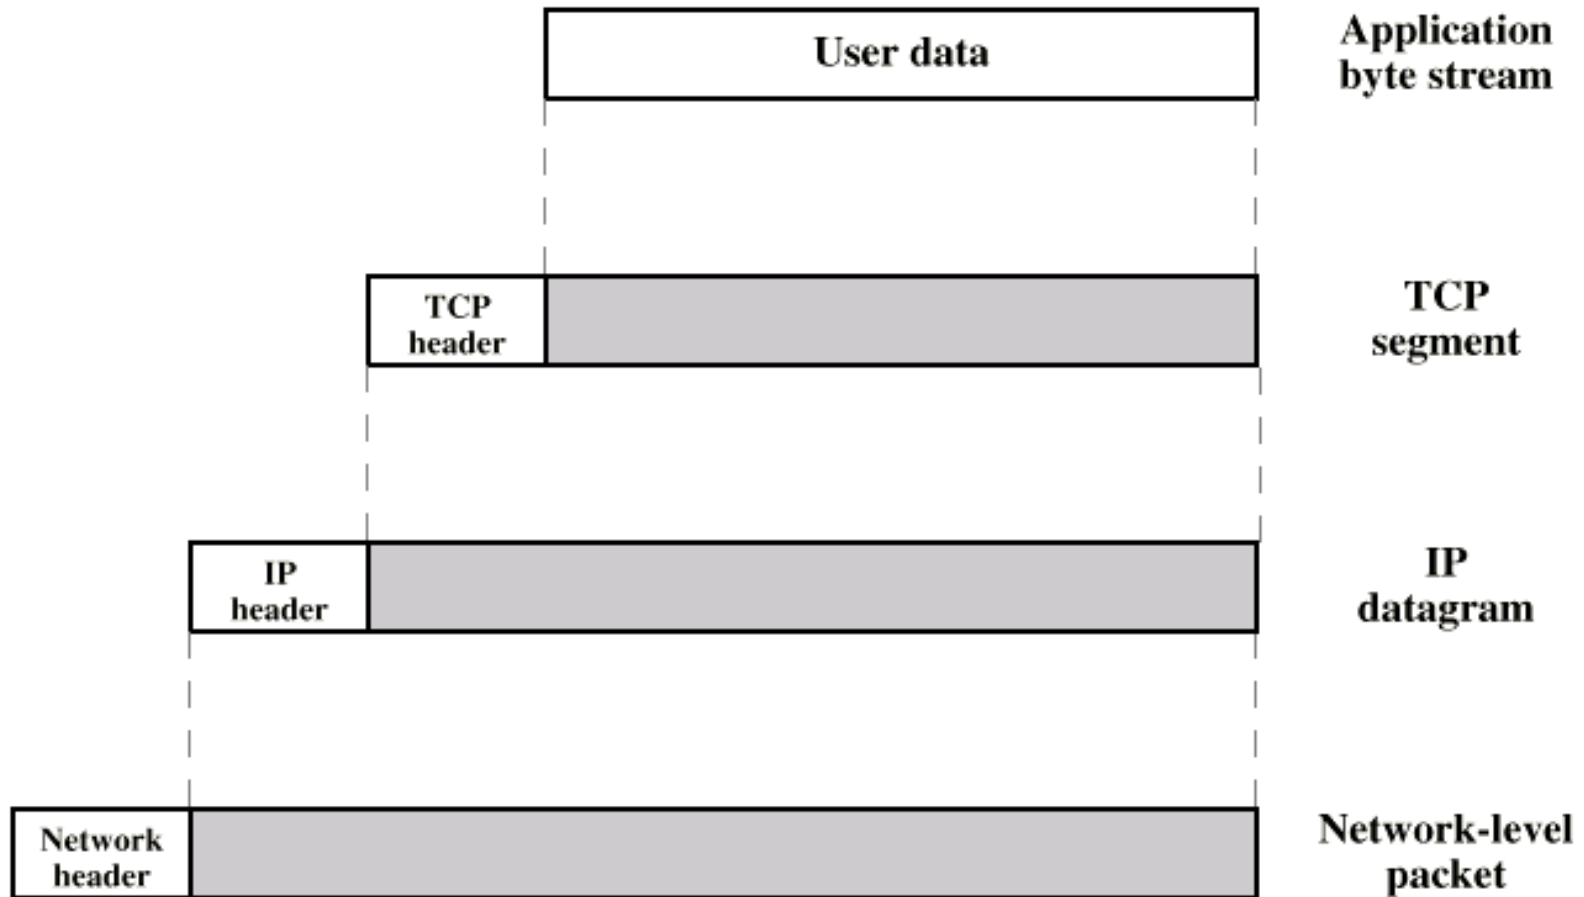 User data
Application
byte stream
TCP
header
TCP
segment
IP
header
IP
datagram
Network
header
Network-level
packet